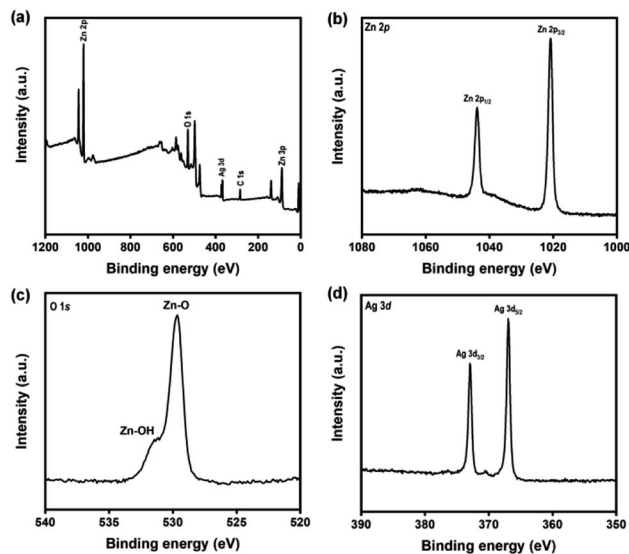 (a)
Zn 2p
O 1s
Ag 3d
C 1s
Zn 3p
Intensity (a.u.)
1200 1000 800 600 400 200 0
Binding energy (eV)
(b)
Zn 2p
Zn 2p3/2
Zn 2p1/2
Intensity (a.u.)
1080 1060 1040 1020 1000
Binding energy (eV)
(c)
O 1s
Zn-O
Zn-OH
Intensity (a.u.)
540 535 530 525 520
Binding energy (eV)
(d)
Ag 3d
Ag 3d5/2
Ag 3d3/2
Intensity (a.u.)
390 380 370 360 350
Binding energy (eV)